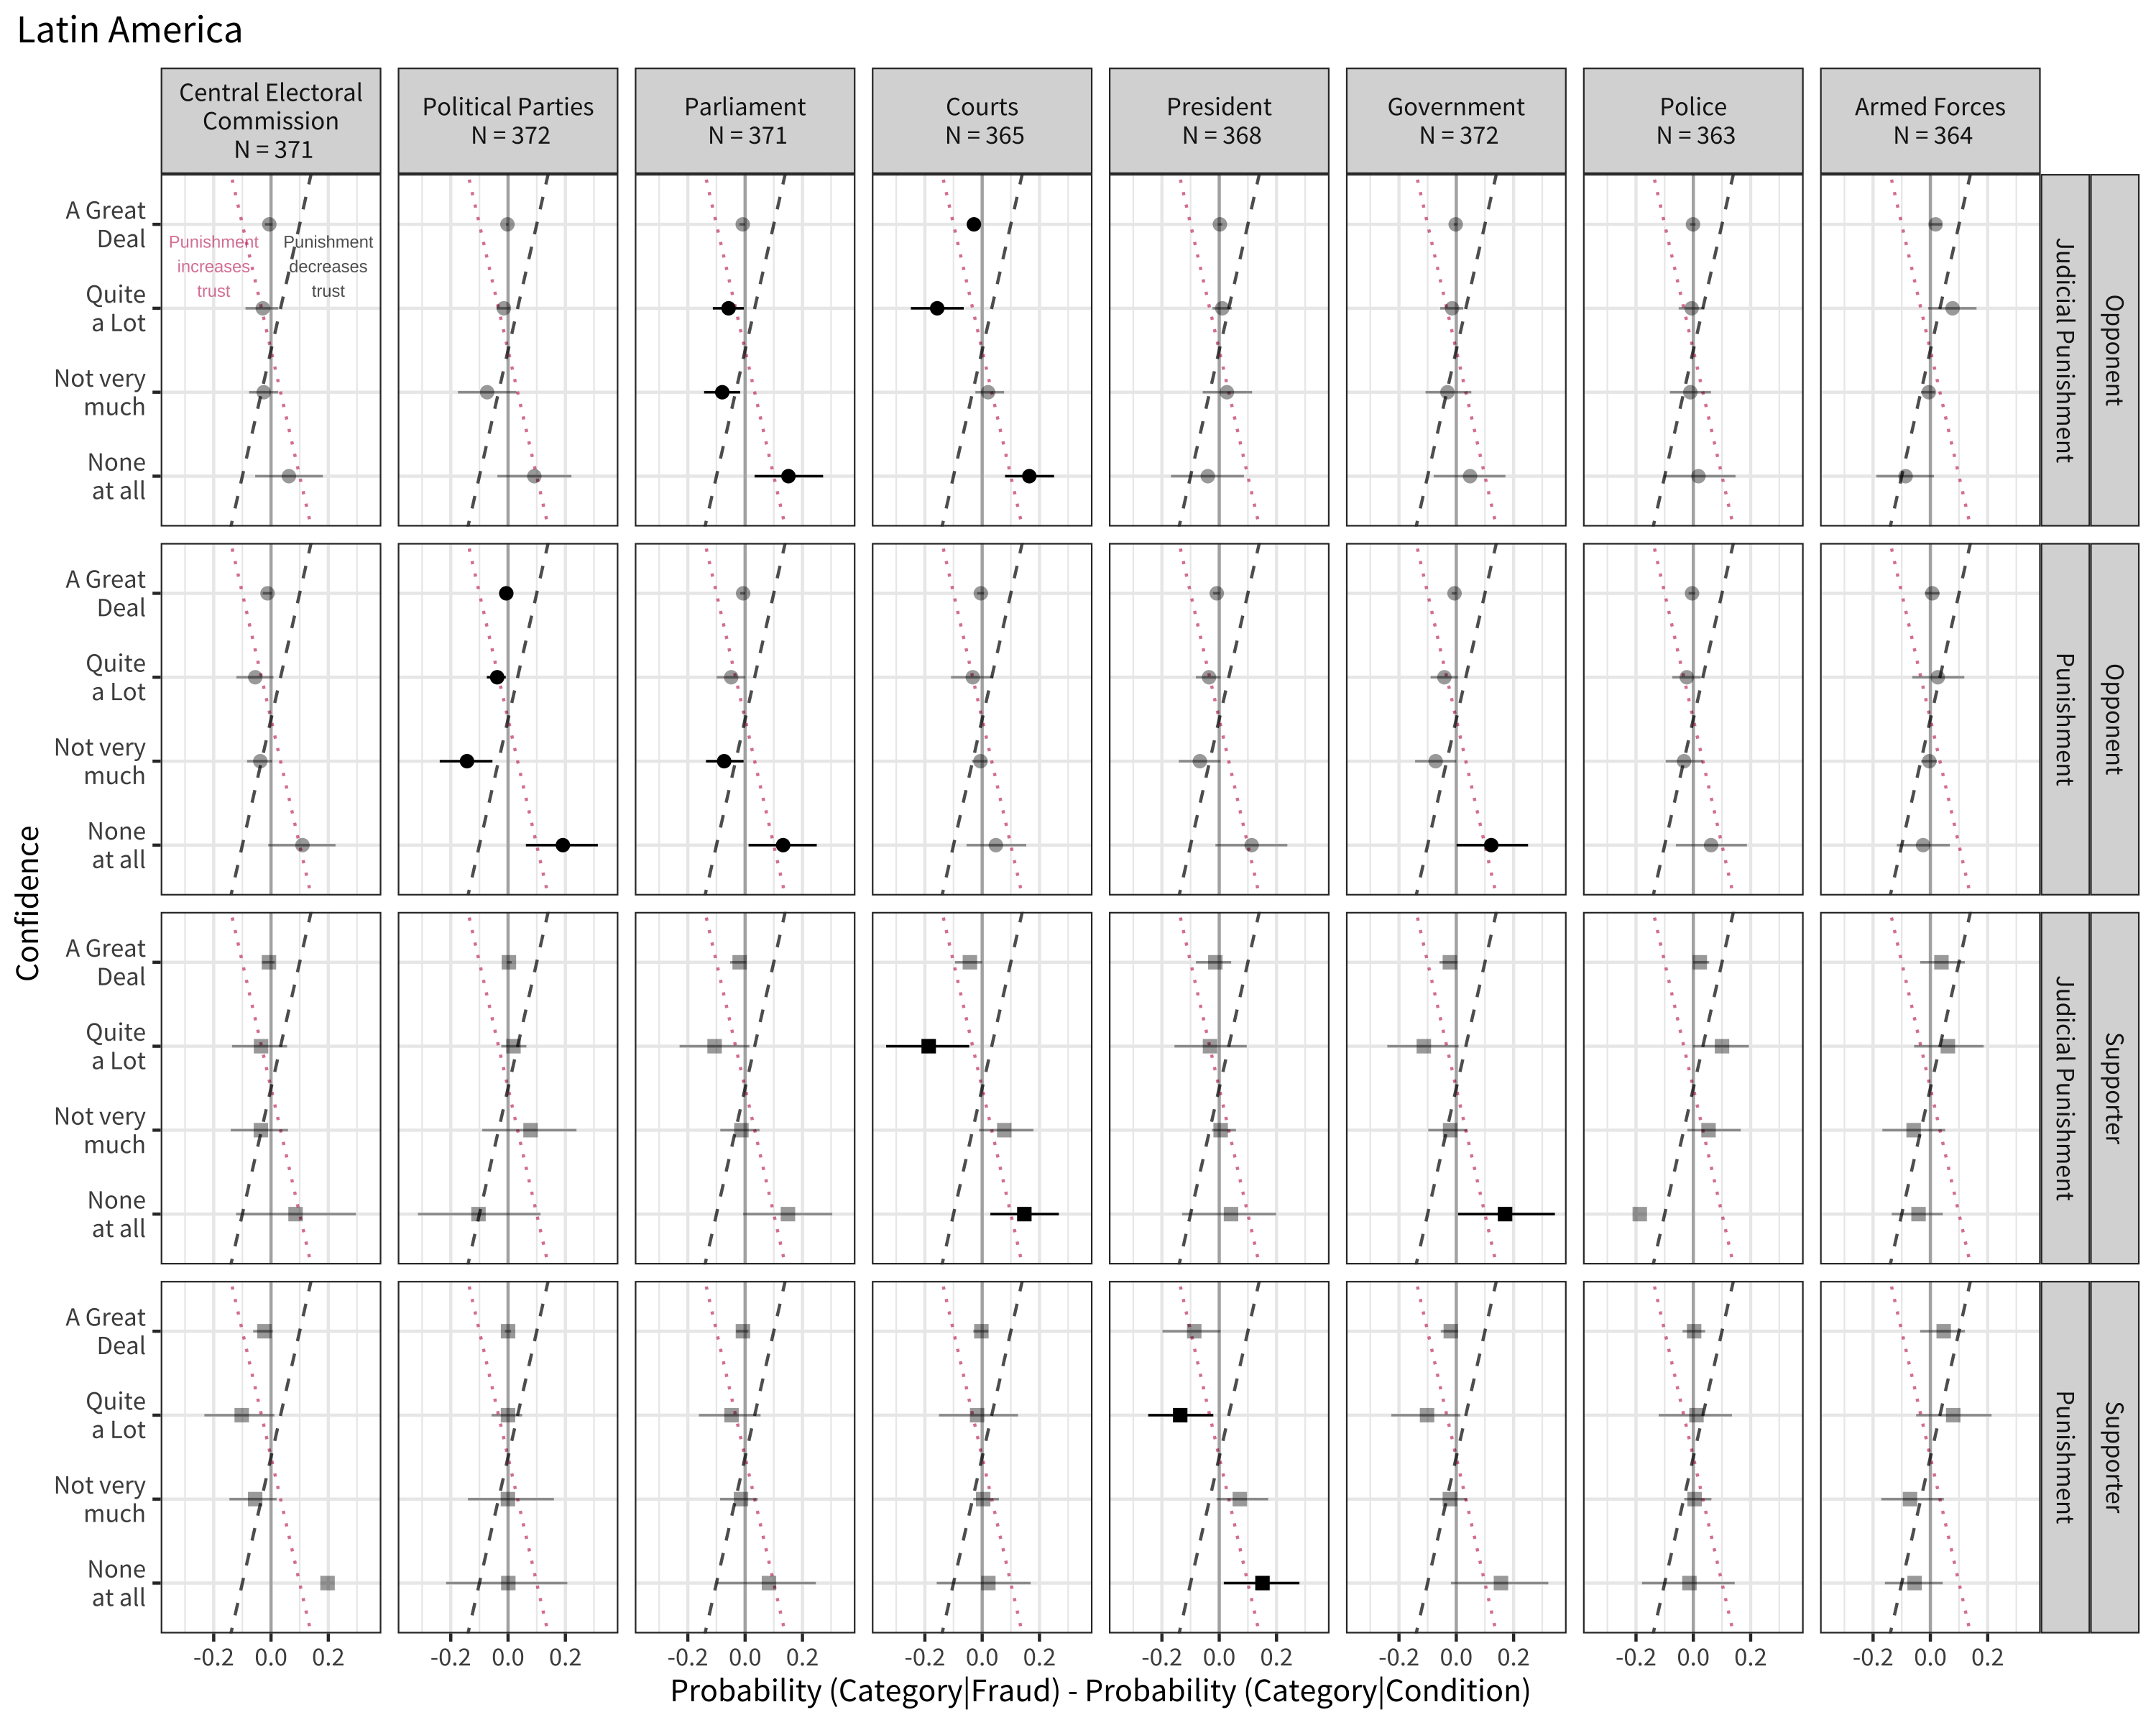 Latin America
Central Electoral
Commission
N = 371
Political Parties
N = 372
Parliament
N = 371
Courts
N = 365
President
N = 368
Government
N = 372
Police
N = 363
Armed Forces
N = 364
A Great
Deal
Quite
a Lot
Not very
much
None
at all
Punishment
increases
trust
Punishment
decreases
trust
Judicial Punishment
Opponent
A Great
Deal
Quite
a Lot
Not very
much
None
at all
Punishment
Opponent
A Great
Deal
Quite
a Lot
Not very
much
None
at all
Judicial Punishment
Supporter
A Great
Deal
Quite
a Lot
Not very
much
None
at all
Punishment
Supporter
Confidence
-0.2 0.0 0.2 -0.2 0.0 0.2 -0.2 0.0 0.2 -0.2 0.0 0.2 -0.2 0.0 0.2 -0.2 0.0 0.2 -0.2 0.0 0.2 -0.2 0.0 0.2
Probability (Category|Fraud) - Probability (Category|Condition)